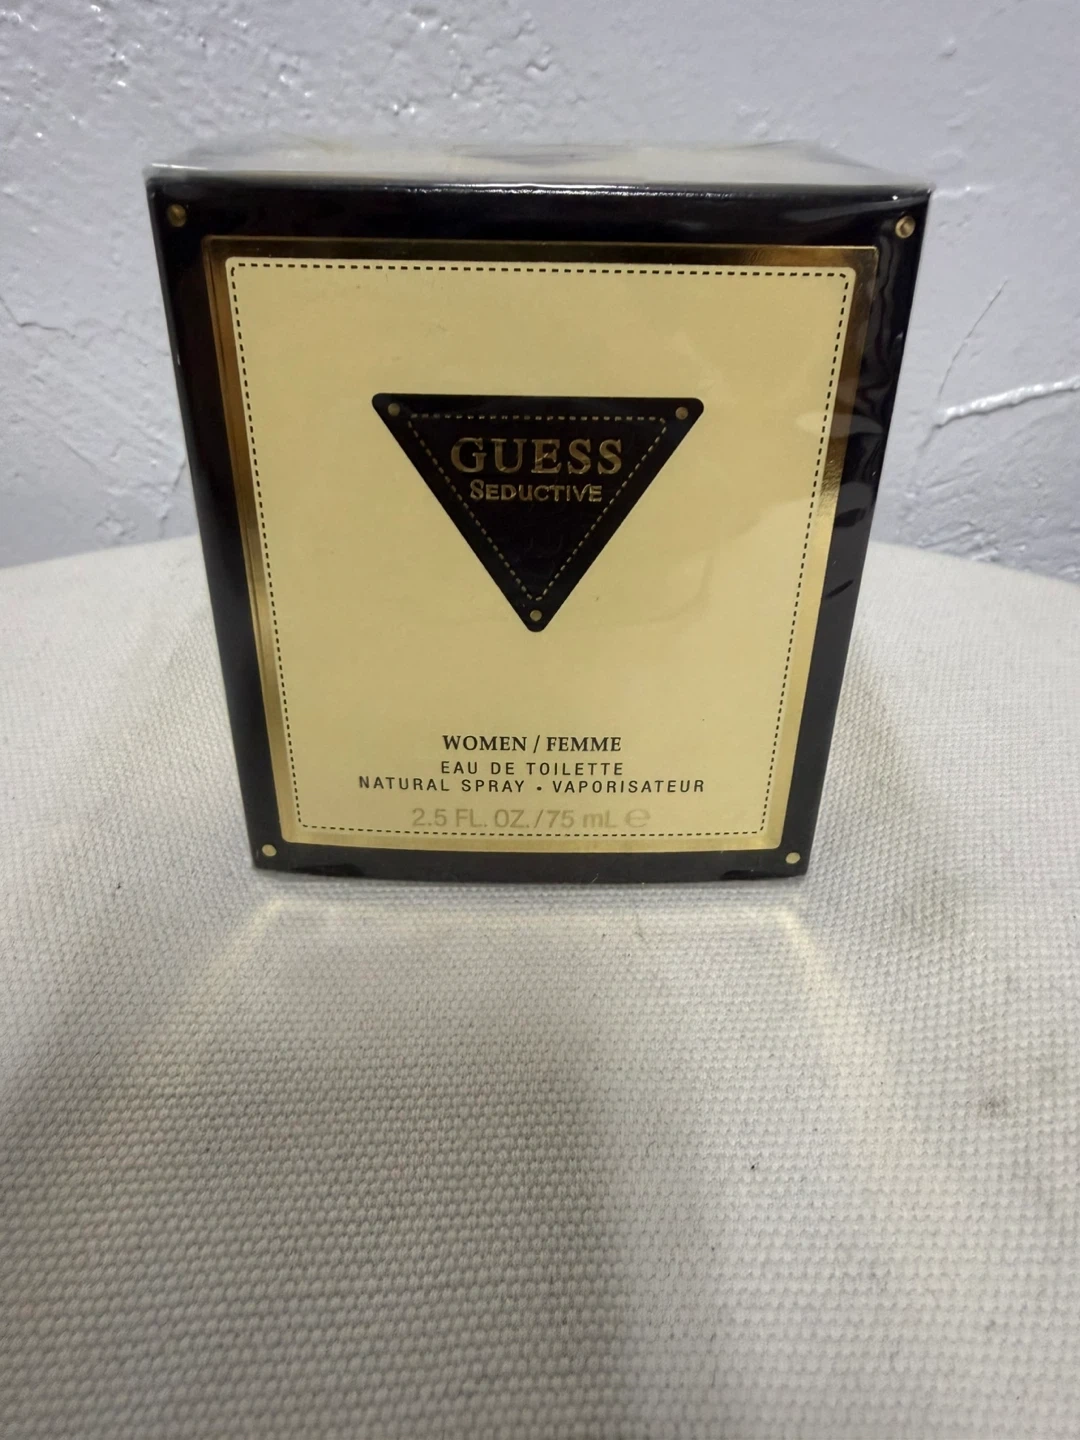 GUESS
SEDUCTIVE
WOMEN / FEMME
EAU DE TOILETTE
NATURAL SPRAY • VAPORISATEUR
2.5 FL. OZ. / 75 mL ℮